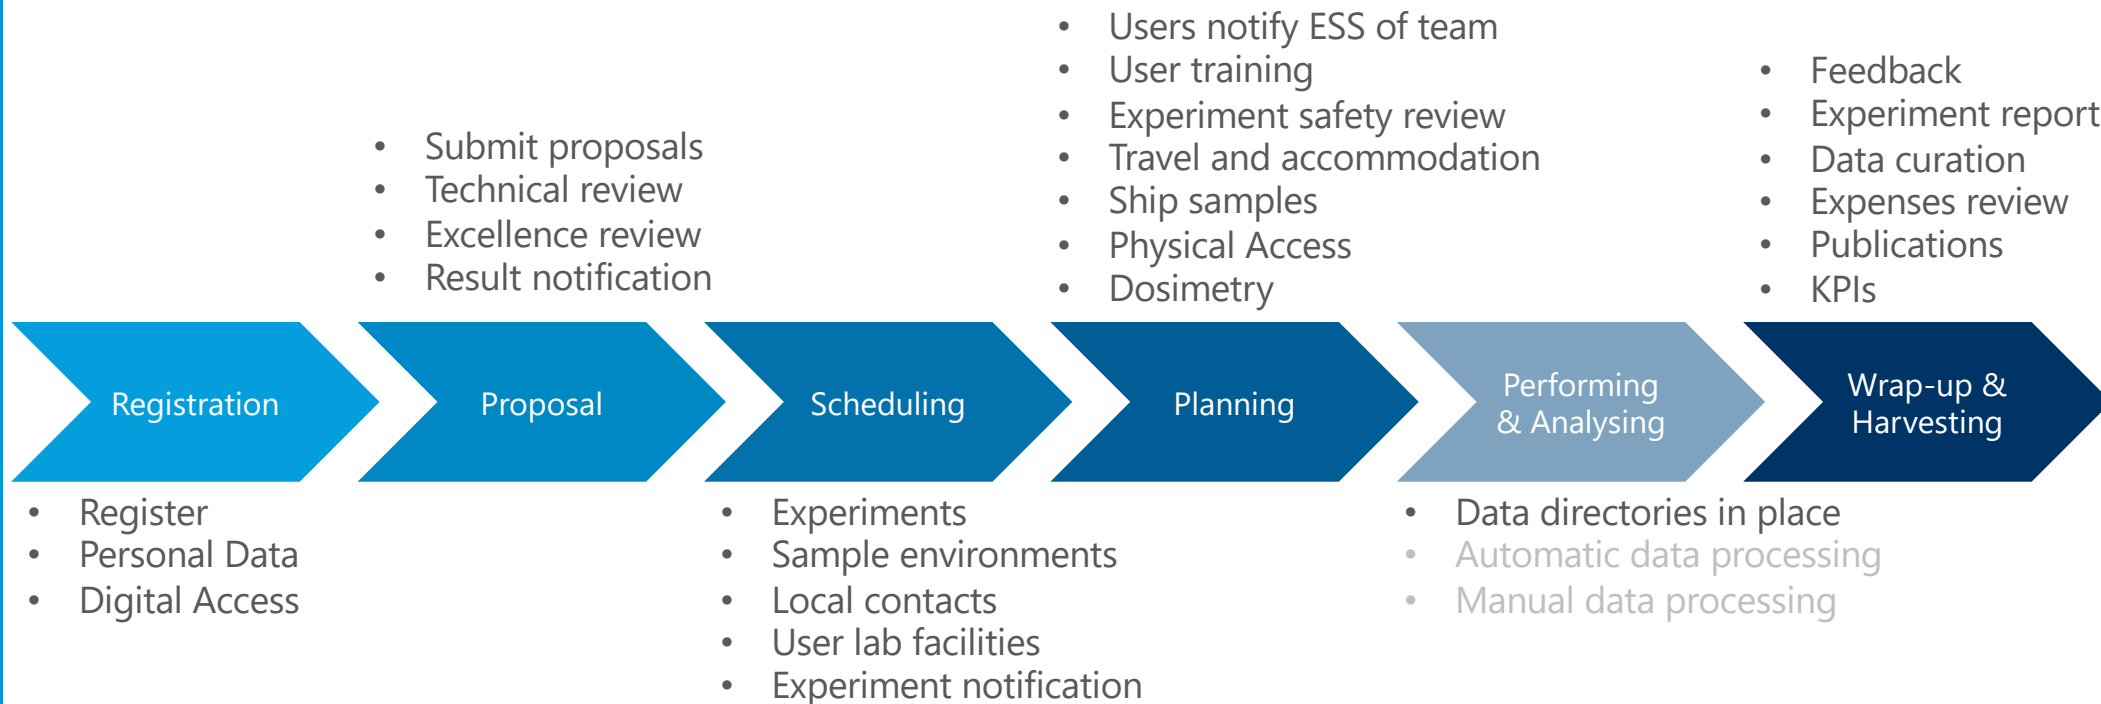 Registration
• Register
• Personal Data
• Digital Access
• Submit proposals
• Technical review
• Excellence review
• Result notification
Proposal
Scheduling
• Experiments
• Sample environments
• Local contacts
• User lab facilities
• Experiment notification
• Users notify ESS of team
• User training
• Experiment safety review
• Travel and accommodation
• Ship samples
• Physical Access
• Dosimetry
Planning
Performing
& Analysing
• Data directories in place
• Automatic data processing
• Manual data processing
• Feedback
• Experiment report
• Data curation
• Expenses review
• Publications
• KPIs
Wrap-up &
Harvesting